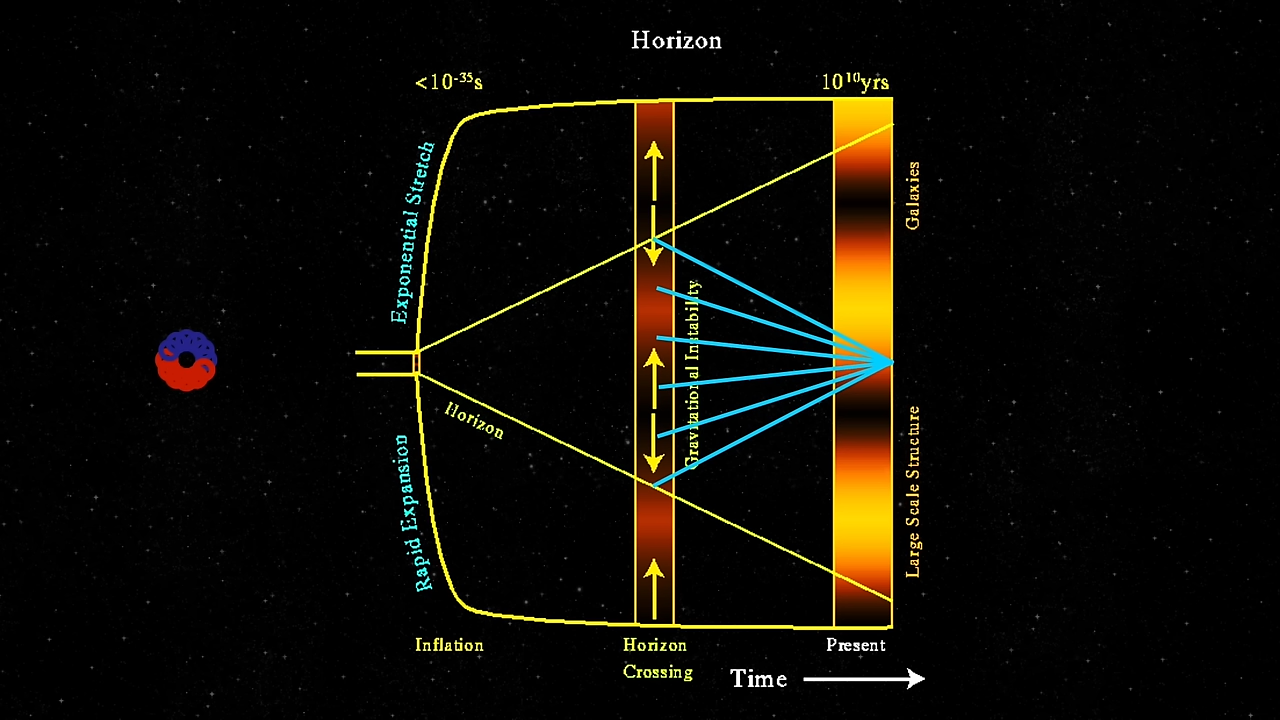 Horizon
<10⁻³⁵s
10¹⁰yrs
Exponential Stretch
Galaxies
Gravitational Instability
Horizon
Rapid Expansion
Large Scale Structure
Inflation
Horizon
Crossing
Present
Time